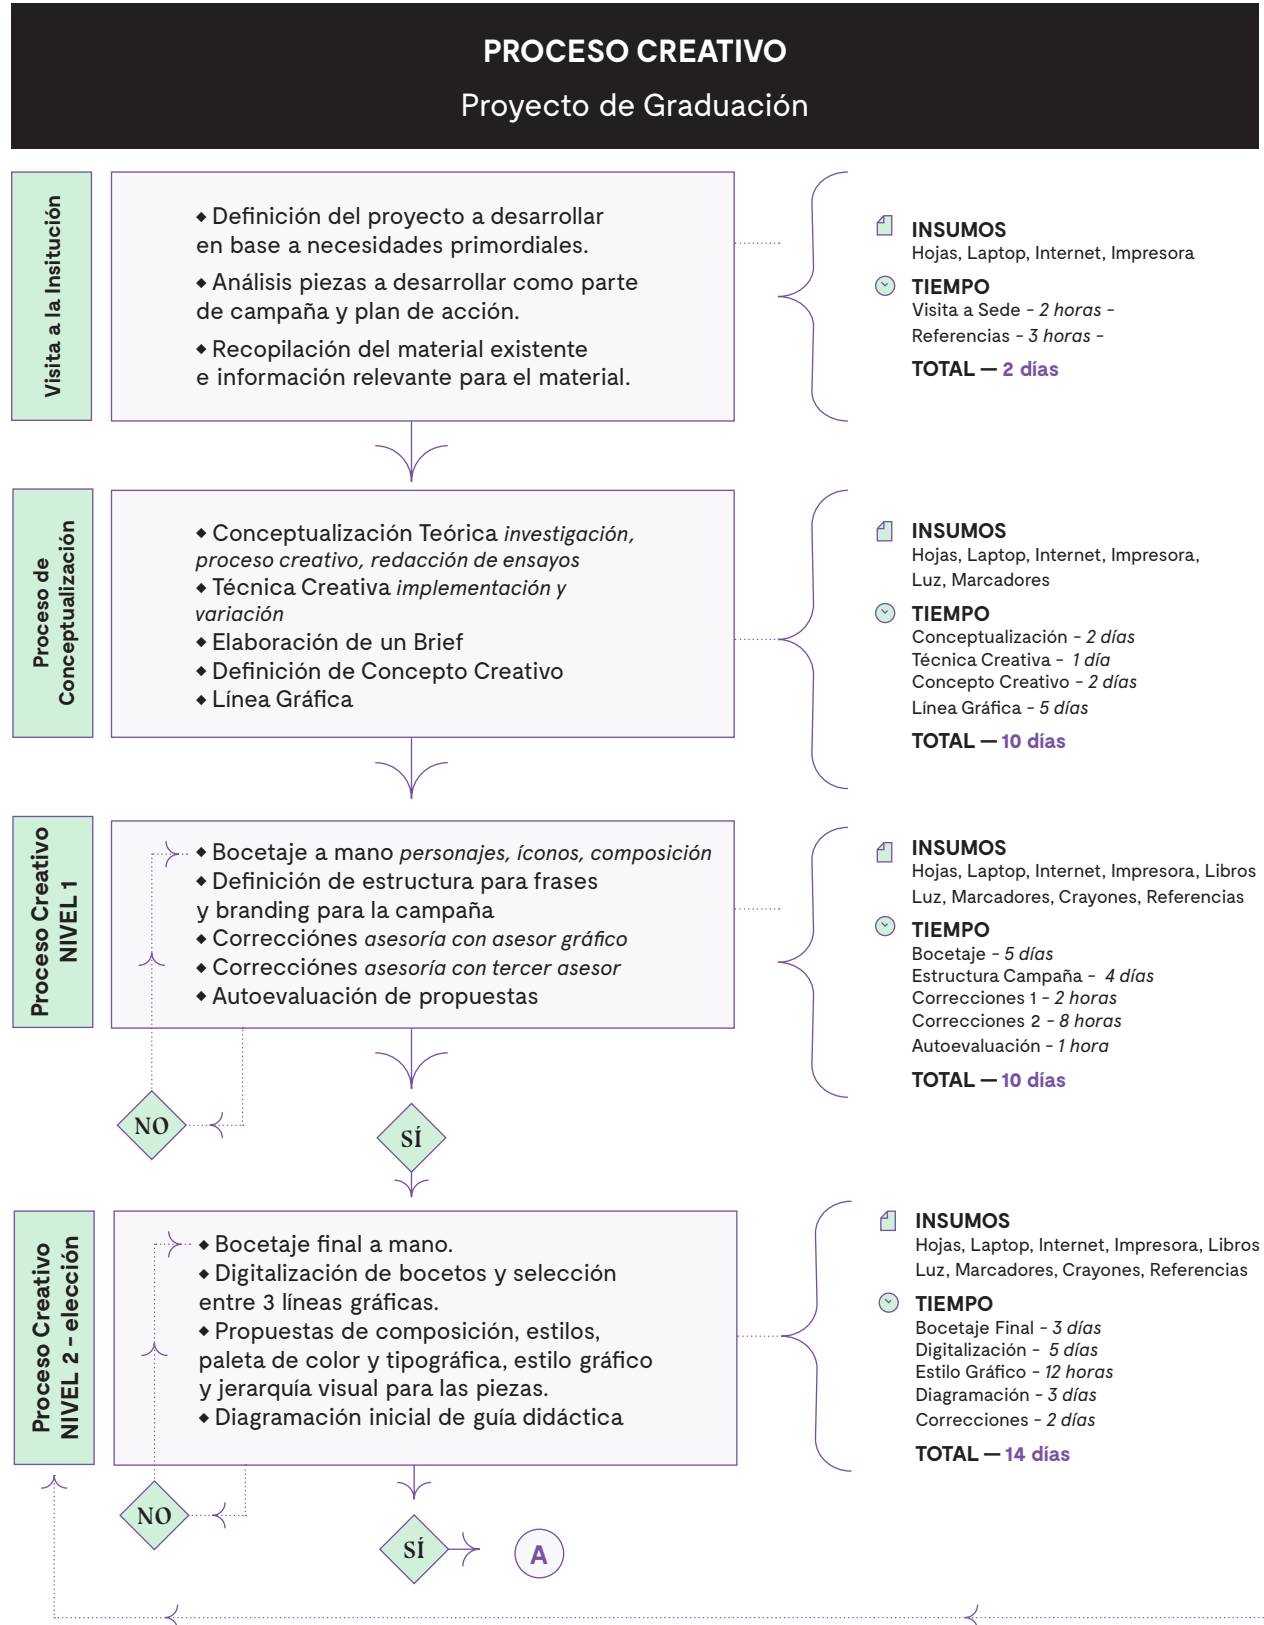 PROCESO CREATIVO
Proyecto de Graduación
Visita a la Insitución
◆ Definición del proyecto a desarrollar
en base a necesidades primordiales.
◆ Análisis piezas a desarrollar como parte
de campaña y plan de acción.
◆ Recopilación del material existente
e información relevante para el material.
INSUMOS
Hojas, Laptop, Internet, Impresora
TIEMPO
Visita a Sede - 2 horas -
Referencias - 3 horas -
TOTAL — 2 días
Proceso de
Conceptualización
◆ Conceptualización Teórica investigación,
proceso creativo, redacción de ensayos
◆ Técnica Creativa implementación y
variación
◆ Elaboración de un Brief
◆ Definición de Concepto Creativo
◆ Línea Gráfica
INSUMOS
Hojas, Laptop, Internet, Impresora,
Luz, Marcadores
TIEMPO
Conceptualización - 2 días
Técnica Creativa - 1 día
Concepto Creativo - 2 días
Línea Gráfica - 5 días
TOTAL — 10 días
Proceso Creativo
NIVEL 1
◆ Bocetaje a mano personajes, íconos, composición
◆ Definición de estructura para frases
y branding para la campaña
◆ Correcciónes asesoría con asesor gráfico
◆ Correcciónes asesoría con tercer asesor
◆ Autoevaluación de propuestas
INSUMOS
Hojas, Laptop, Internet, Impresora, Libros
Luz, Marcadores, Crayones, Referencias
TIEMPO
Bocetaje - 5 días
Estructura Campaña - 4 días
Correcciones 1 - 2 horas
Correcciones 2 - 8 horas
Autoevaluación - 1 hora
TOTAL — 10 días
NO
SÍ
Proceso Creativo
NIVEL 2 - elección
◆ Bocetaje final a mano.
◆ Digitalización de bocetos y selección
entre 3 líneas gráficas.
◆ Propuestas de composición, estilos,
paleta de color y tipográfica, estilo gráfico
y jerarquía visual para las piezas.
◆ Diagramación inicial de guía didáctica
INSUMOS
Hojas, Laptop, Internet, Impresora, Libros
Luz, Marcadores, Crayones, Referencias
TIEMPO
Bocetaje Final - 3 días
Digitalización - 5 días
Estilo Gráfico - 12 horas
Diagramación - 3 días
Correcciones - 2 días
TOTAL — 14 días
NO
SÍ
A